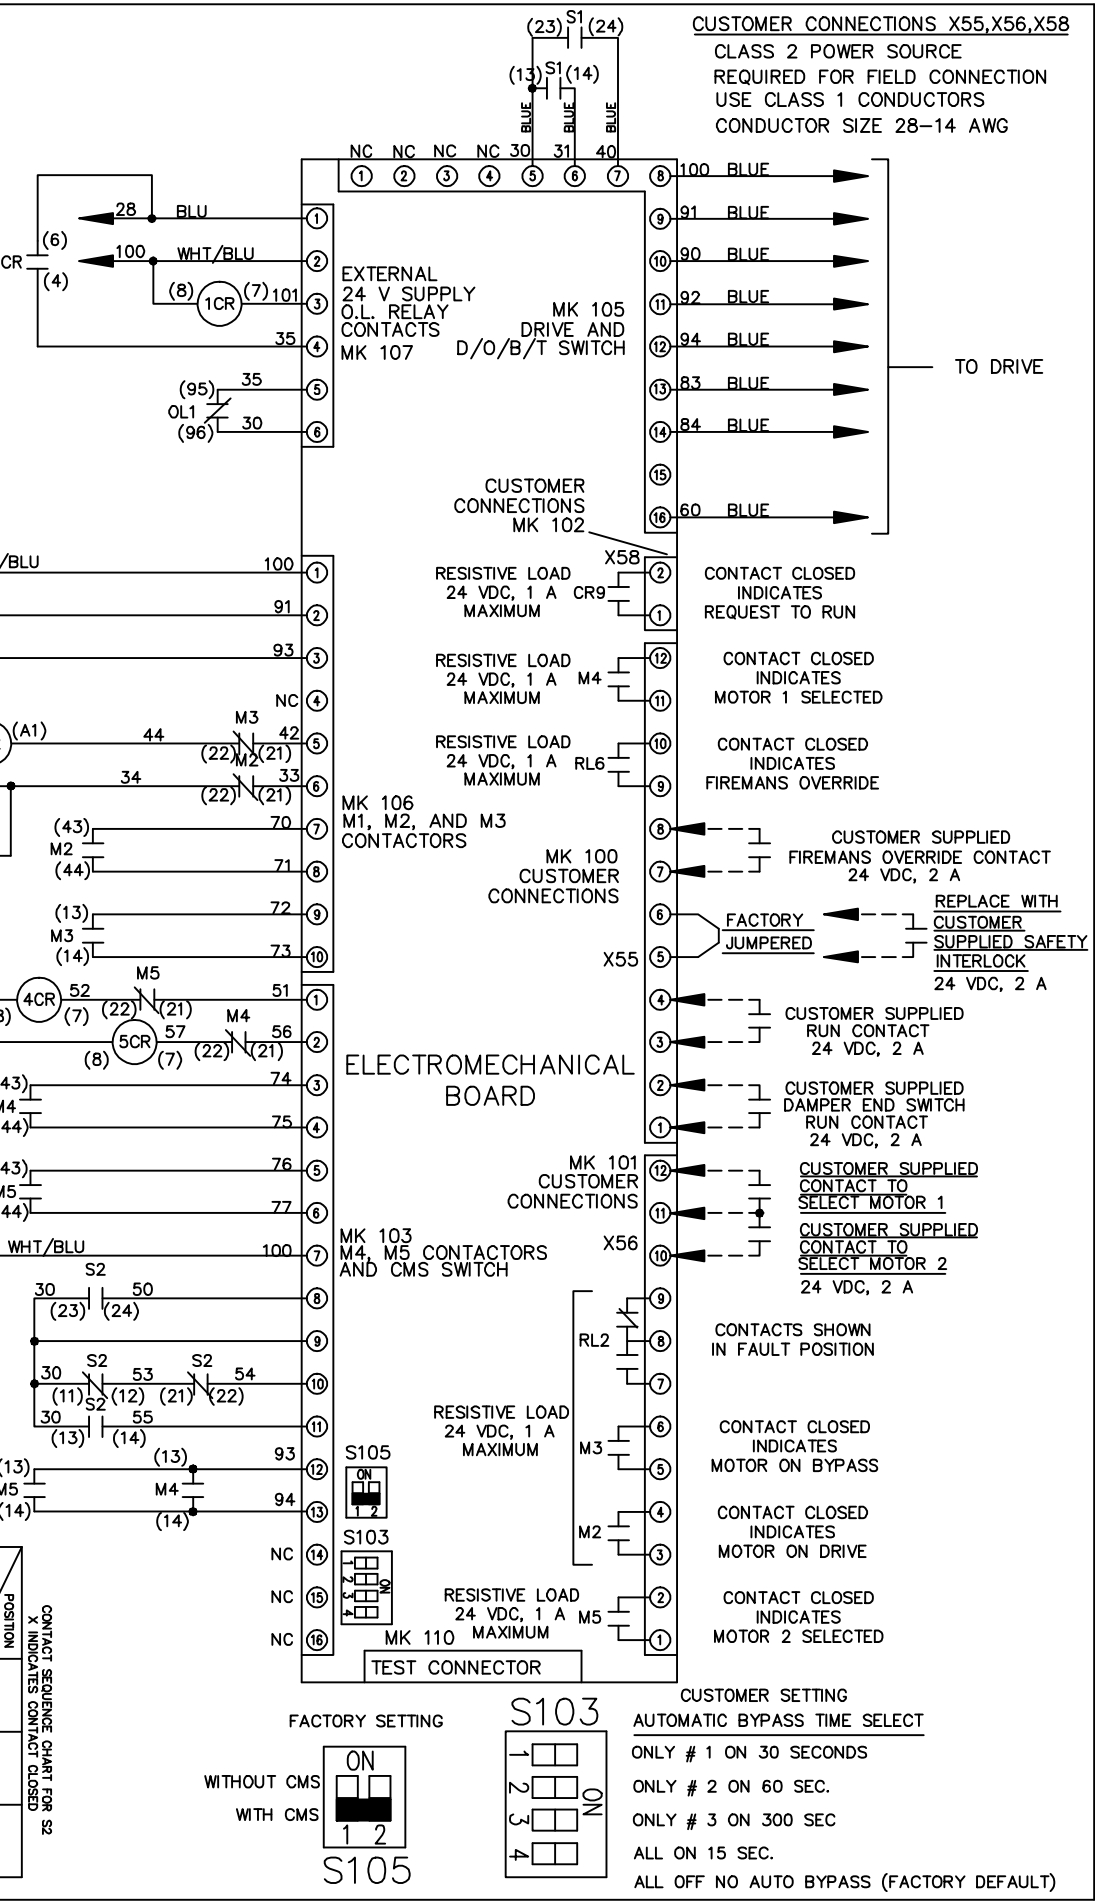 CUSTOMER CONNECTIONS X55,X56,X58
CLASS 2 POWER SOURCE
REQUIRED FOR FIELD CONNECTION
USE CLASS 1 CONDUCTORS
CONDUCTOR SIZE 28-14 AWG
(23) S1 (24)
(13) S1 (14)
BLUE BLUE BLUE
NC NC NC NC 30 31 40
1 2 3 4 5 6 7
8 100 BLUE
9 91 BLUE
10 90 BLUE
11 92 BLUE
12 94 BLUE
13 83 BLUE
14 84 BLUE
15
16 60 BLUE
TO DRIVE
MK 105
DRIVE AND
D/O/B/T SWITCH
28 BLU 1
100 WHT/BLU 2
CR (6)
(4)
(8) 1CR (7) 101 3
35 4
(95) 35 5
OL1
(96) 30 6
EXTERNAL
24 V SUPPLY
O.L. RELAY
CONTACTS
MK 107
CUSTOMER
CONNECTIONS
MK 102
/BLU 100 1
91 2
93 3
NC 4
(A1) 44 (22) M3 (21) 42 5
34 (22) M2 (21) 33 6
(43) 70 7
M2
(44) 71 8
(13) 72 9
M3
(14) 73 10
MK 106
M1, M2, AND M3
CONTACTORS
4CR (7) 52 (22) M5 (21) 51 1
(8) 5CR (7) 57 (22) M4 (21) 56 2
43) 74 3
M4
44) 75 4
43) 76 5
M5
44) 77 6
WHT/BLU 100 7
MK 103
M4, M5 CONTACTORS
AND CMS SWITCH
30 (23) S2 (24) 50 8
9
30 (11) S2 (12) 53 (21) S2 (22) 54 10
30 (13) S2 (14) 55 11
(13) (13) 93 12
M5 M4
(14) (14) 94 13
NC 14
NC 15
NC 16
ELECTROMECHANICAL
BOARD
X58
RESISTIVE LOAD
24 VDC, 1 A CR9
MAXIMUM
2
1
CONTACT CLOSED
INDICATES
REQUEST TO RUN
RESISTIVE LOAD
24 VDC, 1 A M4
MAXIMUM
12
11
CONTACT CLOSED
INDICATES
MOTOR 1 SELECTED
RESISTIVE LOAD
24 VDC, 1 A RL6
MAXIMUM
10
9
CONTACT CLOSED
INDICATES
FIREMANS OVERRIDE
MK 100
CUSTOMER
CONNECTIONS
X55
8
7
CUSTOMER SUPPLIED
FIREMANS OVERRIDE CONTACT
24 VDC, 2 A
6
5
FACTORY
JUMPERED
REPLACE WITH
CUSTOMER
SUPPLIED SAFETY
INTERLOCK
24 VDC, 2 A
4
3
CUSTOMER SUPPLIED
RUN CONTACT
24 VDC, 2 A
2
1
CUSTOMER SUPPLIED
DAMPER END SWITCH
RUN CONTACT
24 VDC, 2 A
MK 101
CUSTOMER
CONNECTIONS
X56
12
11
10
CUSTOMER SUPPLIED
CONTACT TO
SELECT MOTOR 1
CUSTOMER SUPPLIED
CONTACT TO
SELECT MOTOR 2
24 VDC, 2 A
9
RL2 8
7
CONTACTS SHOWN
IN FAULT POSITION
RESISTIVE LOAD
24 VDC, 1 A
MAXIMUM
6
M3
5
CONTACT CLOSED
INDICATES
MOTOR ON BYPASS
4
M2
3
CONTACT CLOSED
INDICATES
MOTOR ON DRIVE
RESISTIVE LOAD
24 VDC, 1 A M5
MAXIMUM
2
1
CONTACT CLOSED
INDICATES
MOTOR 2 SELECTED
S105
ON
1 2
S103
1
2
3
4
ON
MK 110
TEST CONNECTOR
POSITION
CONTACT SEQUENCE CHART FOR S2
X INDICATES CONTACT CLOSED
FACTORY SETTING
ON
WITHOUT CMS
WITH CMS
1 2
S105
S103
1
2
3
4
ON
CUSTOMER SETTING
AUTOMATIC BYPASS TIME SELECT
ONLY # 1 ON 30 SECONDS
ONLY # 2 ON 60 SEC.
ONLY # 3 ON 300 SEC
ALL ON 15 SEC.
ALL OFF NO AUTO BYPASS (FACTORY DEFAULT)